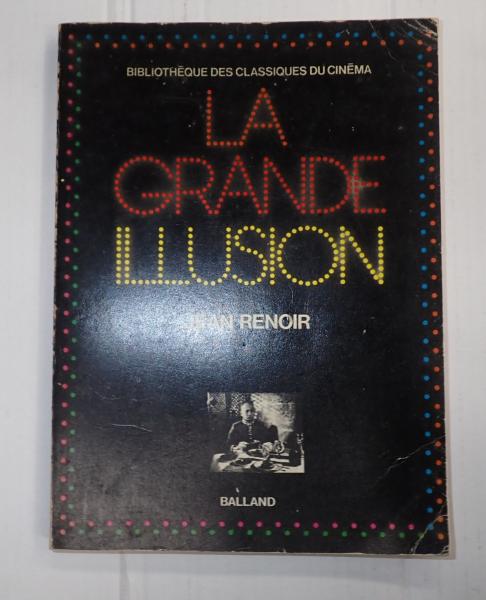 BIBLIOTHÈQUE DES CLASSIQUES DU CINÉMA
LA
GRANDE
ILLUSION
JEAN RENOIR
BALLAND